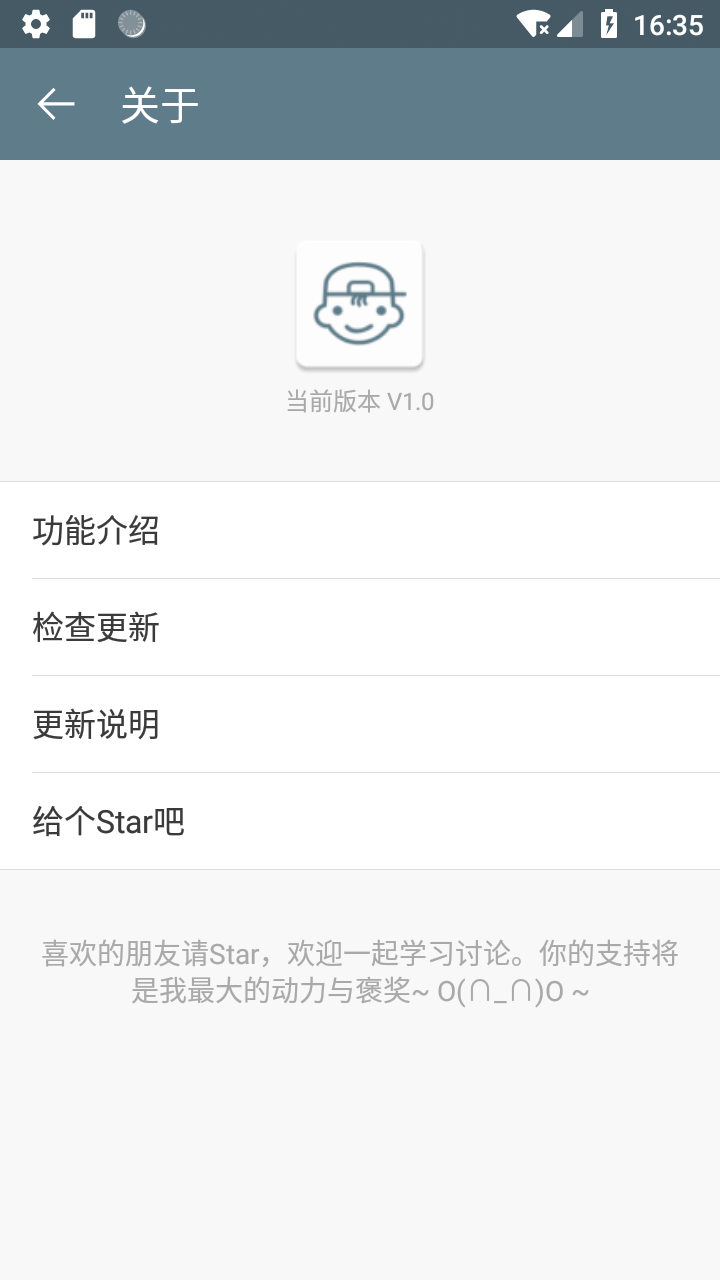 16:35
关于
当前版本 V1.0
功能介绍
检查更新
更新说明
给个Star吧
喜欢的朋友请Star，欢迎一起学习讨论。你的支持将
是我最大的动力与褒奖~ O(∩_∩)O ~